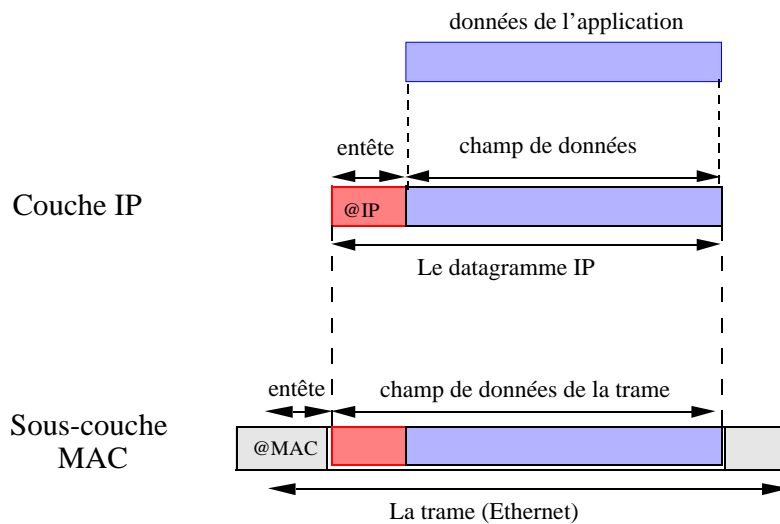 données de l’application
entête
champ de données
Couche IP
@IP
Le datagramme IP
entête
champ de données de la trame
Sous-couche
MAC
@MAC
La trame (Ethernet)